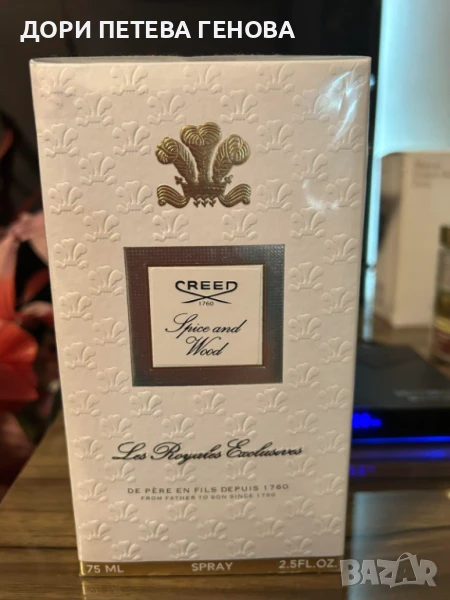 ДОРИ ПЕТЕВА ГЕНОВА
CREED
1760
Spice and
Wood
Les Royales Exclusives
DE PÈRE EN FILS DEPUIS 1760
FROM FATHER TO SON SINCE 1760
75 ML SPRAY 2.5FL.OZ.
BAZAR